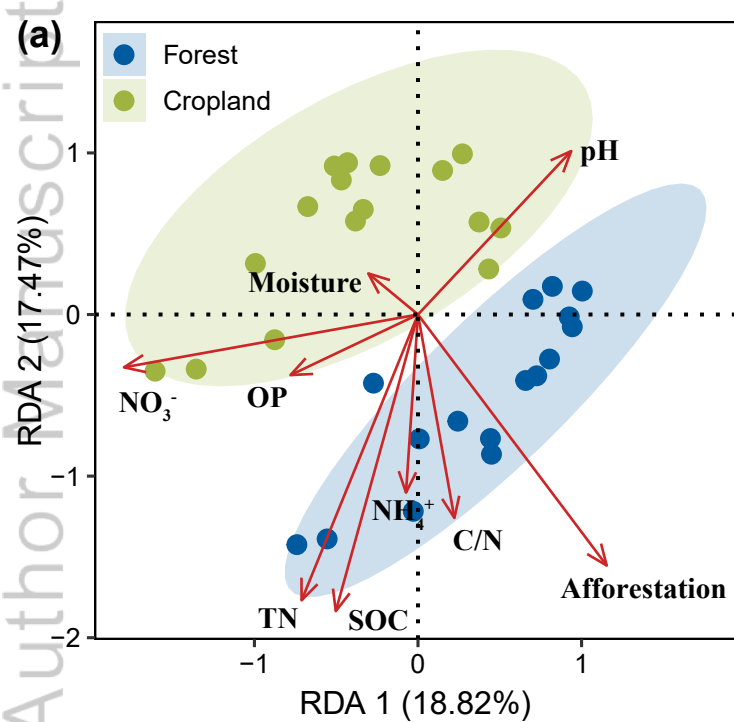 (a)
Forest
Cropland
pH
Moisture
NO₃⁻
OP
NH₄⁺
C/N
Afforestation
TN
SOC
1
0
−1
−2
RDA 2 (17.47%)
−1
0
1
RDA 1 (18.82%)
Author Manuscript